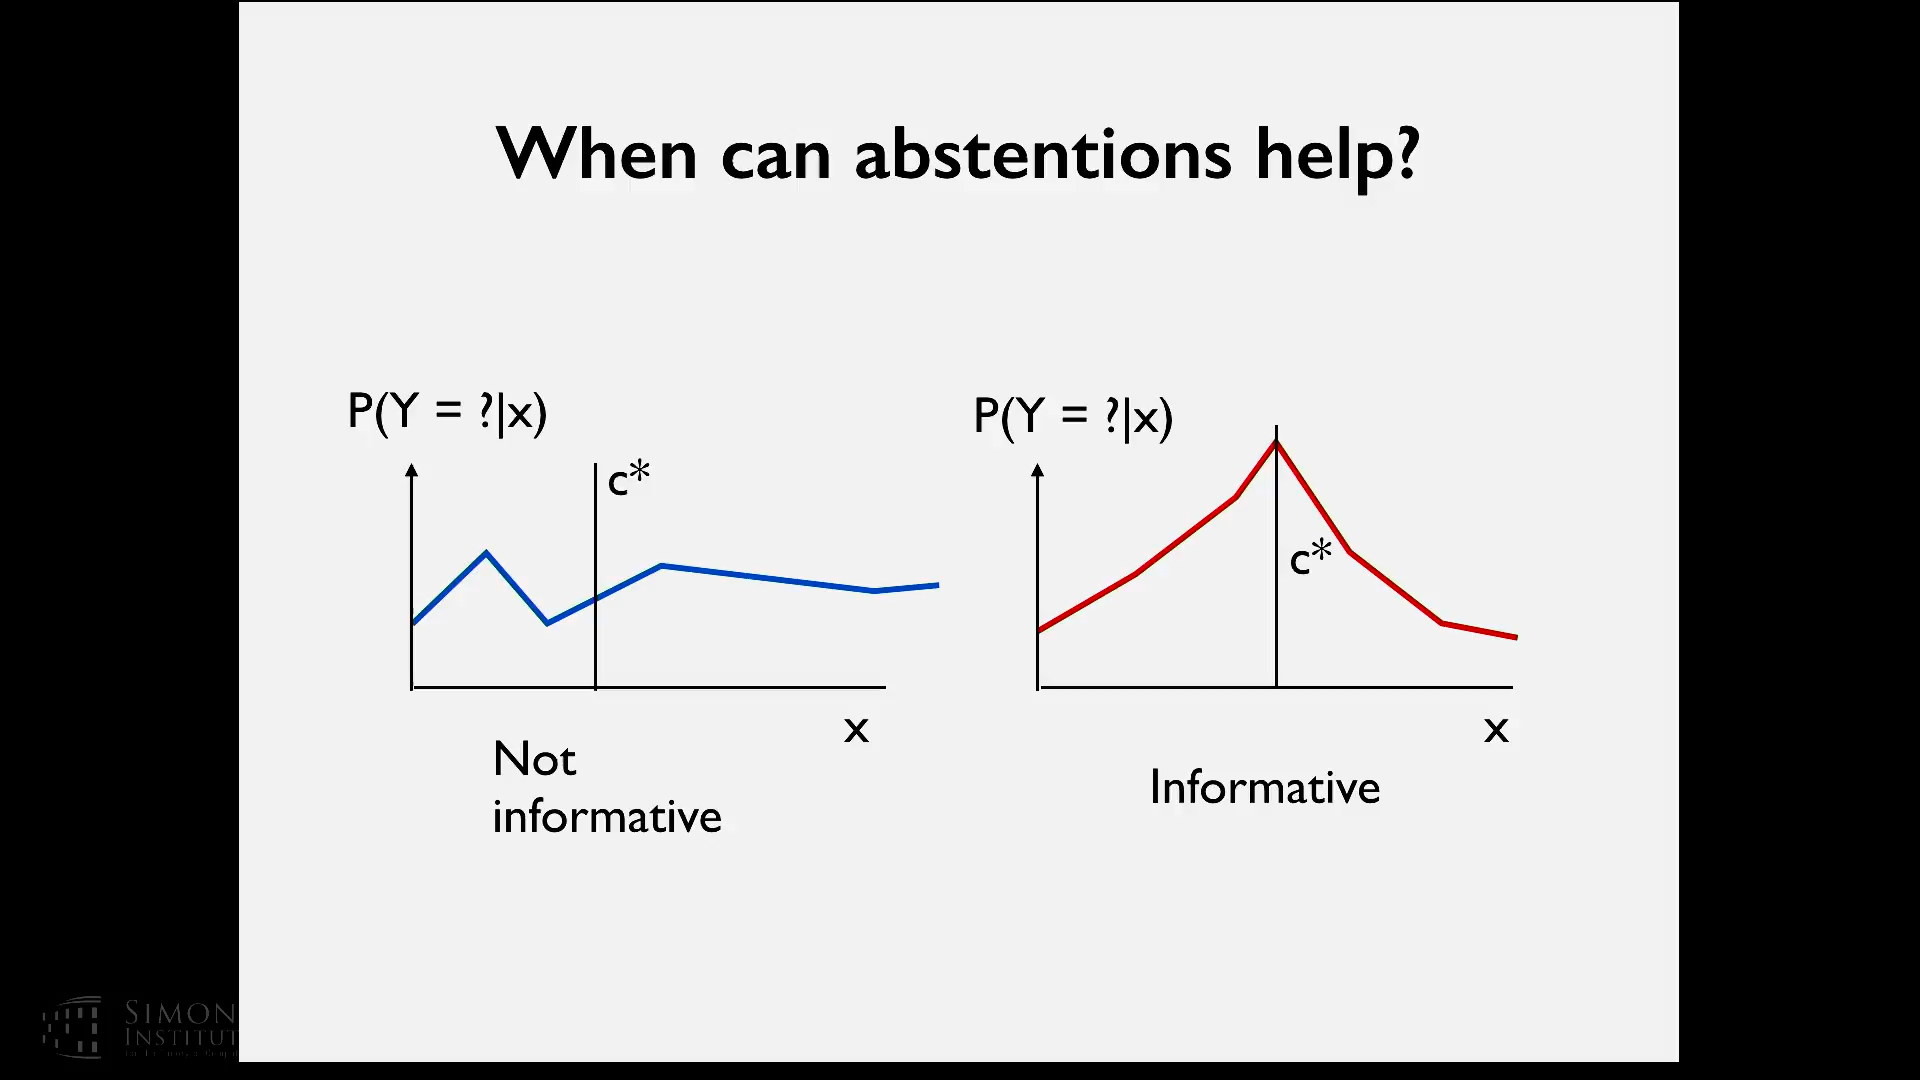 When can abstentions help?
P(Y = ?|x)
c*
x
Not
informative
P(Y = ?|x)
c*
x
Informative
SIMON
INSTITUT